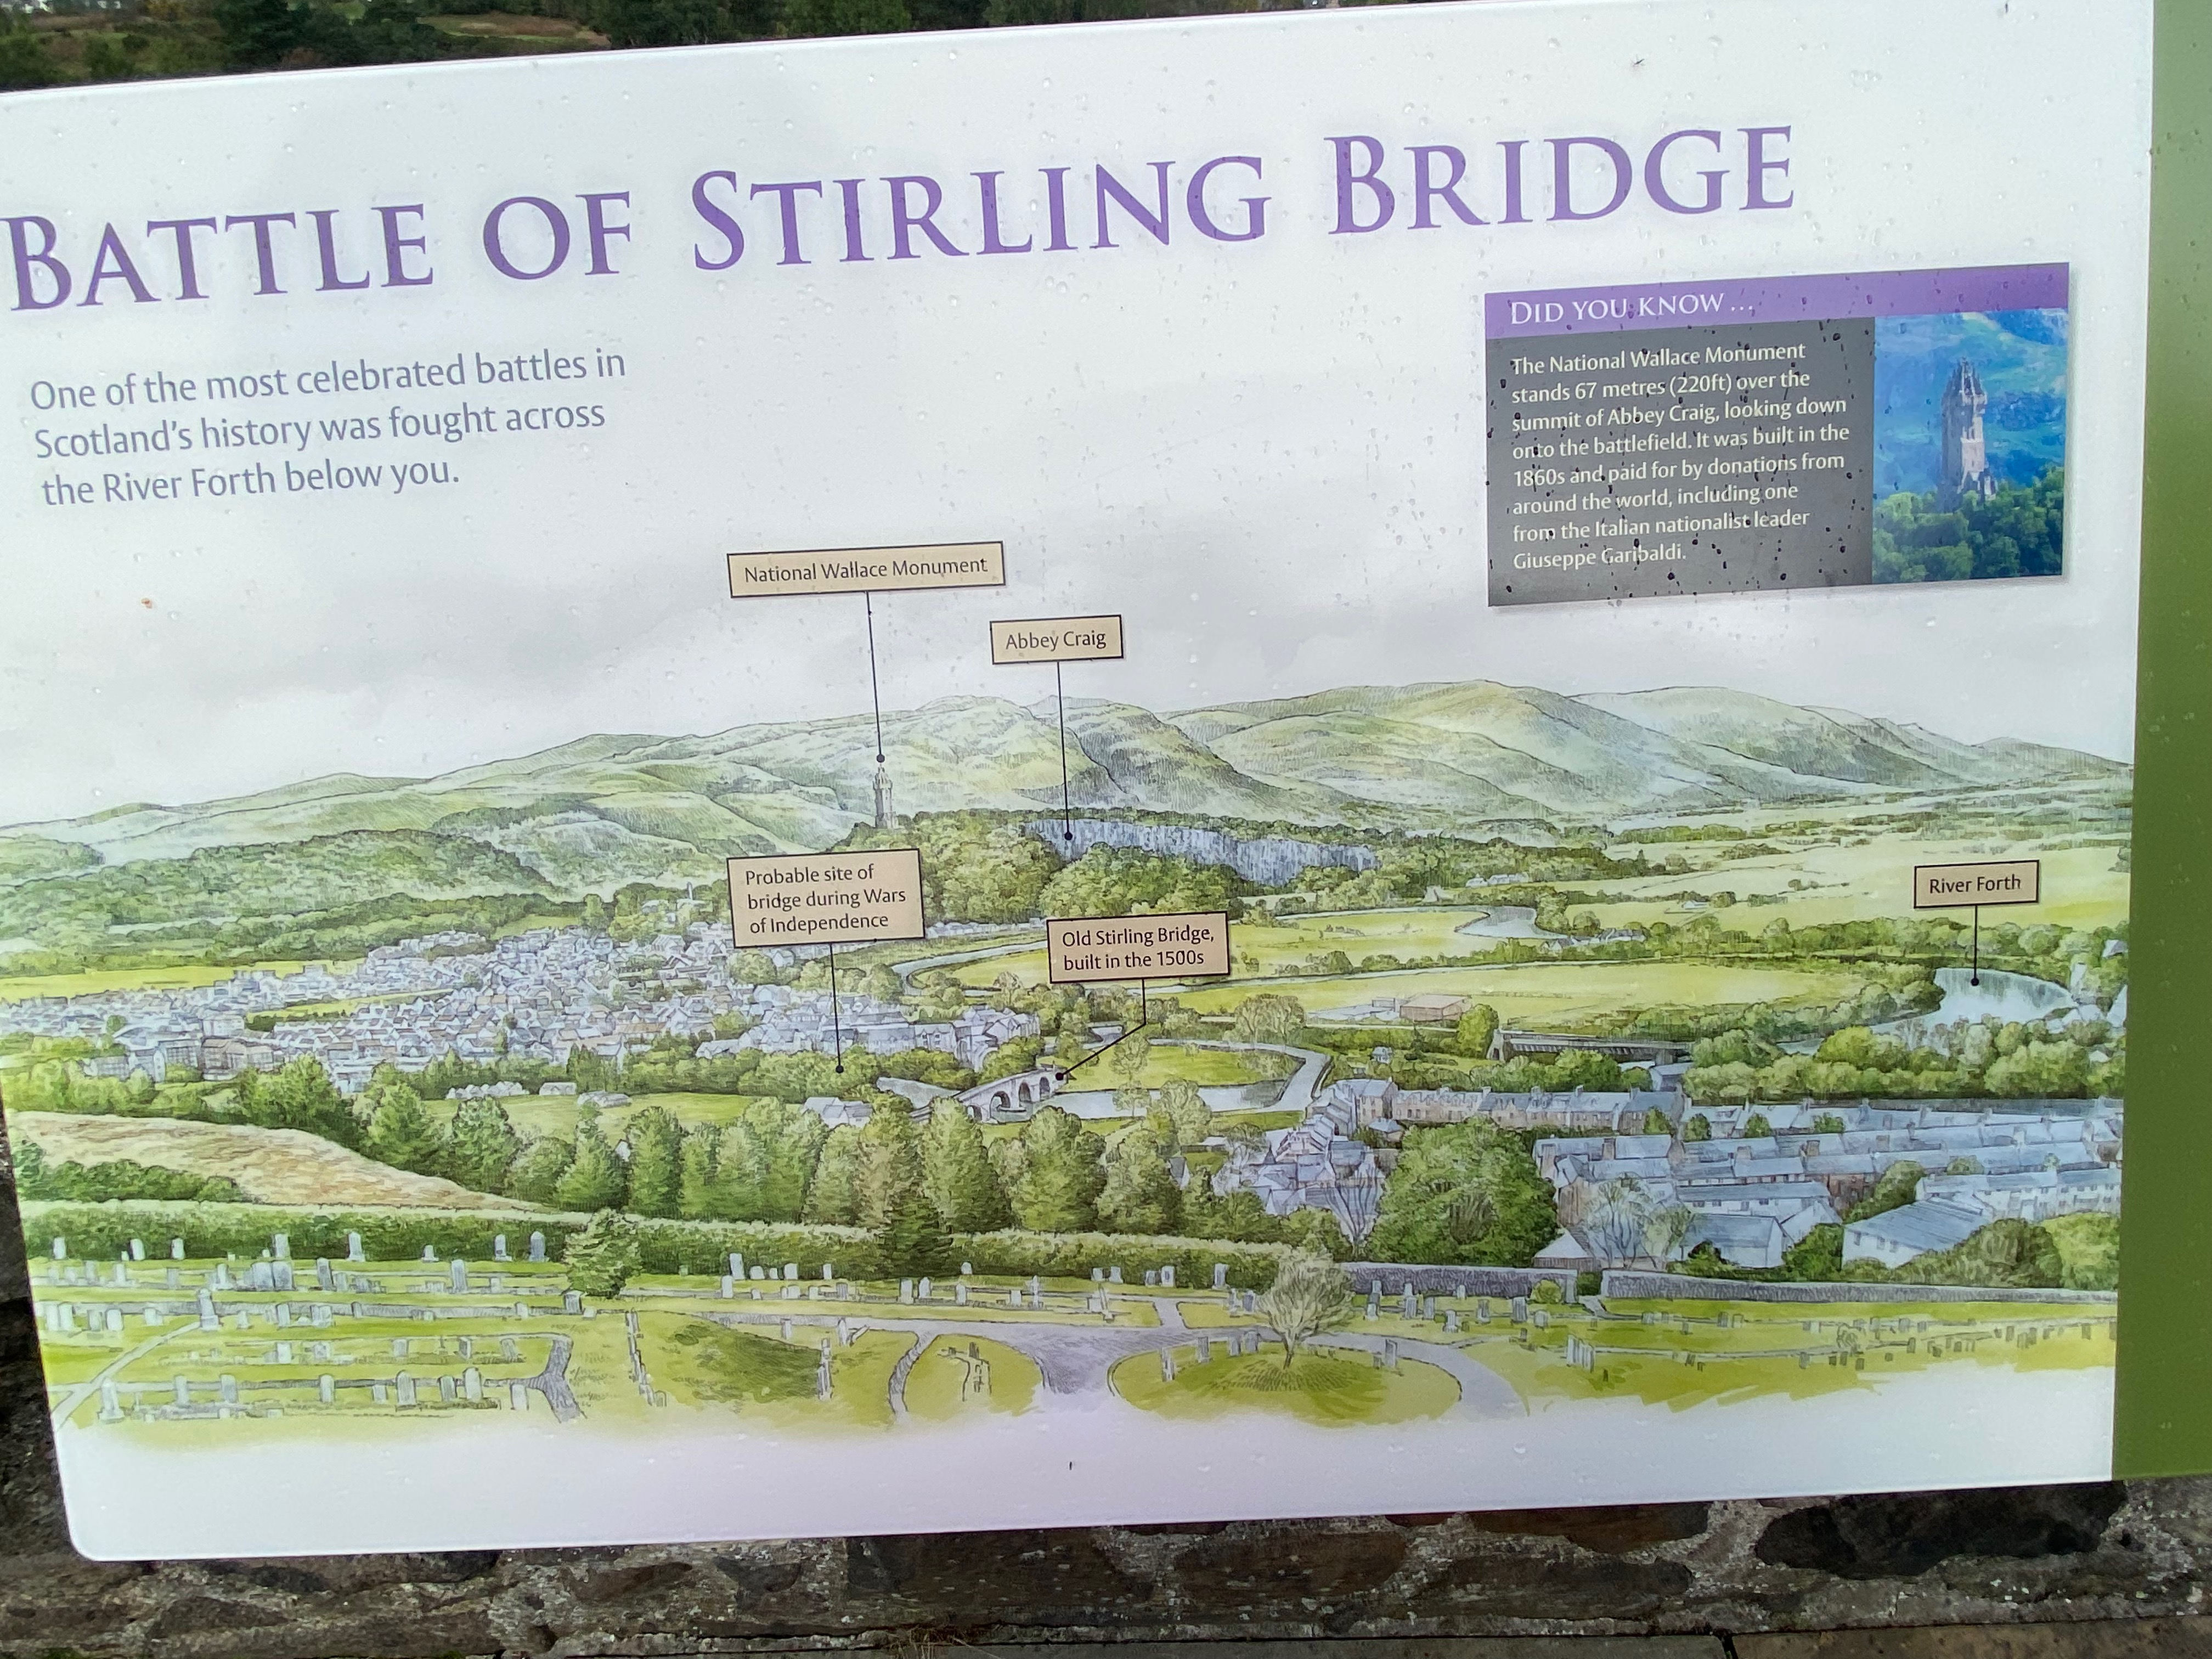 BATTLE OF STIRLING BRIDGE
One of the most celebrated battles in
Scotland's history was fought across
the River Forth below you.
DID YOU KNOW...
The National Wallace Monument
stands 67 metres (220ft) over the
summit of Abbey Craig, looking down
onto the battlefield. It was built in the
1860s and paid for by donations from
around the world, including one
from the Italian nationalist leader
Giuseppe Garibaldi.
National Wallace Monument
Abbey Craig
Probable site of
bridge during Wars
of Independence
Old Stirling Bridge,
built in the 1500s
River Forth